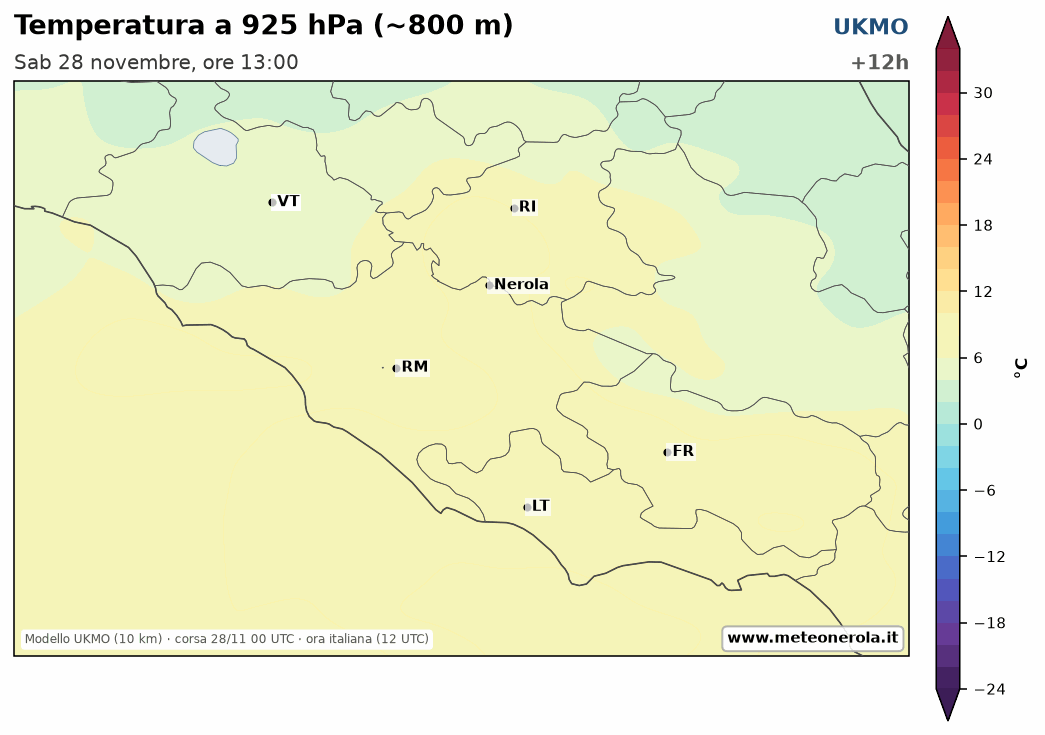 Temperatura a 925 hPa (~800 m)
UKMO
Sab 28 novembre, ore 13:00
+12h
VT
RI
Nerola
RM
FR
LT
30
24
18
12
6
0
−6
−12
−18
−24
°C
Modello UKMO (10 km) · corsa 28/11 00 UTC · ora italiana (12 UTC)
www.meteonerola.it